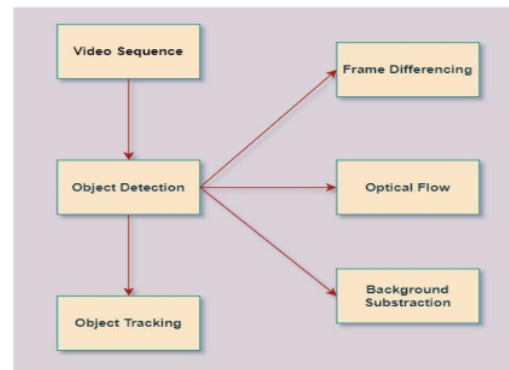 Video Sequence
Frame Differencing
Object Detection
Optical Flow
Object Tracking
Background
Substraction